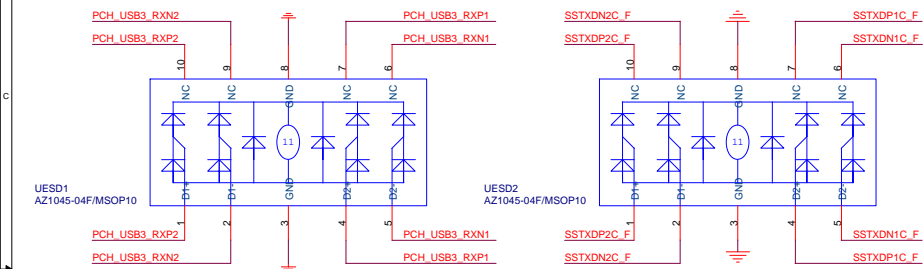 PCH_USB3_RXN2
PCH_USB3_RXP1
SSTXDN2C_F
SSTXDP1C_F
PCH_USB3_RXP2
PCH_USB3_RXN1
SSTXDP2C_F
SSTXDN1C_F
10 9 8 7 6
10 9 8 7 6
C
NC NC GND NC NC
NC NC GND NC NC
11
11
UESD1
AZ1045-04F/MSOP10
UESD2
AZ1045-04F/MSOP10
D1+ D1- GND D2+ D2-
D1+ D1- GND D2+ D2-
1 2 3 4 5
1 2 3 4 5
PCH_USB3_RXP2
PCH_USB3_RXN1
SSTXDP2C_F
SSTXDN1C_F
PCH_USB3_RXN2
PCH_USB3_RXP1
SSTXDN2C_F
SSTXDP1C_F